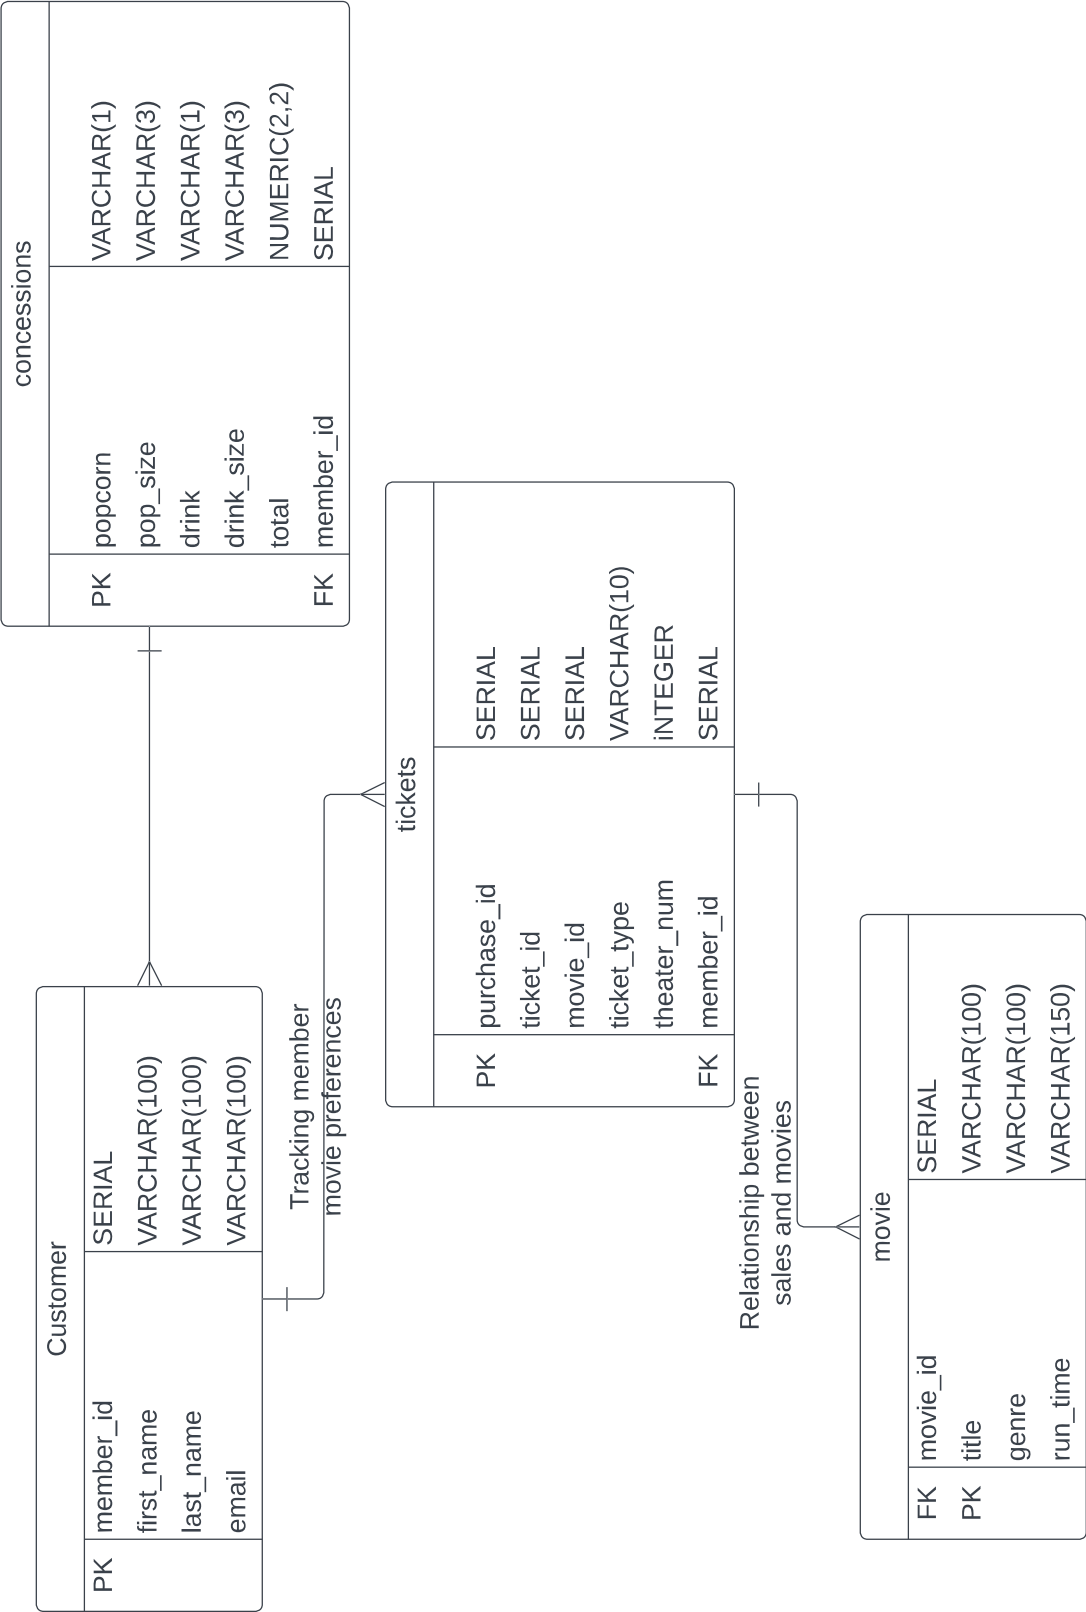 concessions
PK popcorn VARCHAR(1)
pop_size VARCHAR(3)
drink VARCHAR(1)
drink_size VARCHAR(3)
total NUMERIC(2,2)
FK member_id SERIAL
Customer
PK member_id SERIAL
first_name VARCHAR(100)
last_name VARCHAR(100)
email VARCHAR(100)
Tracking member
movie preferences
tickets
PK purchase_id SERIAL
ticket_id SERIAL
movie_id SERIAL
ticket_type VARCHAR(10)
theater_num iNTEGER
FK member_id SERIAL
Relationship between
sales and movies
movie
FK movie_id SERIAL
PK title VARCHAR(100)
genre VARCHAR(100)
run_time VARCHAR(150)